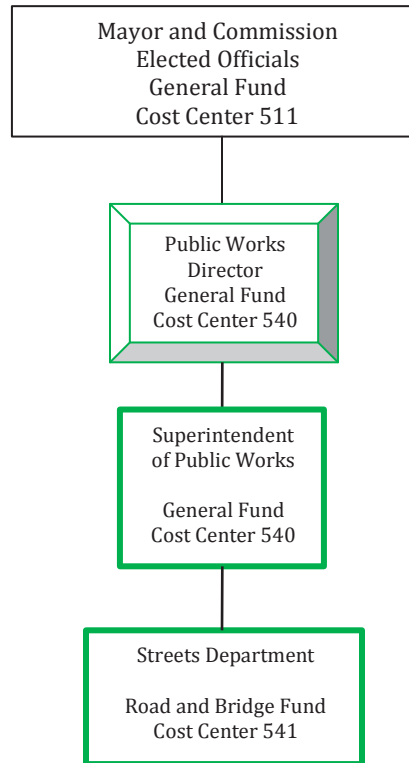 Mayor and Commission
Elected Officials
General Fund
Cost Center 511
Public Works
Director
General Fund
Cost Center 540
Superintendent
of Public Works
General Fund
Cost Center 540
Streets Department
Road and Bridge Fund
Cost Center 541